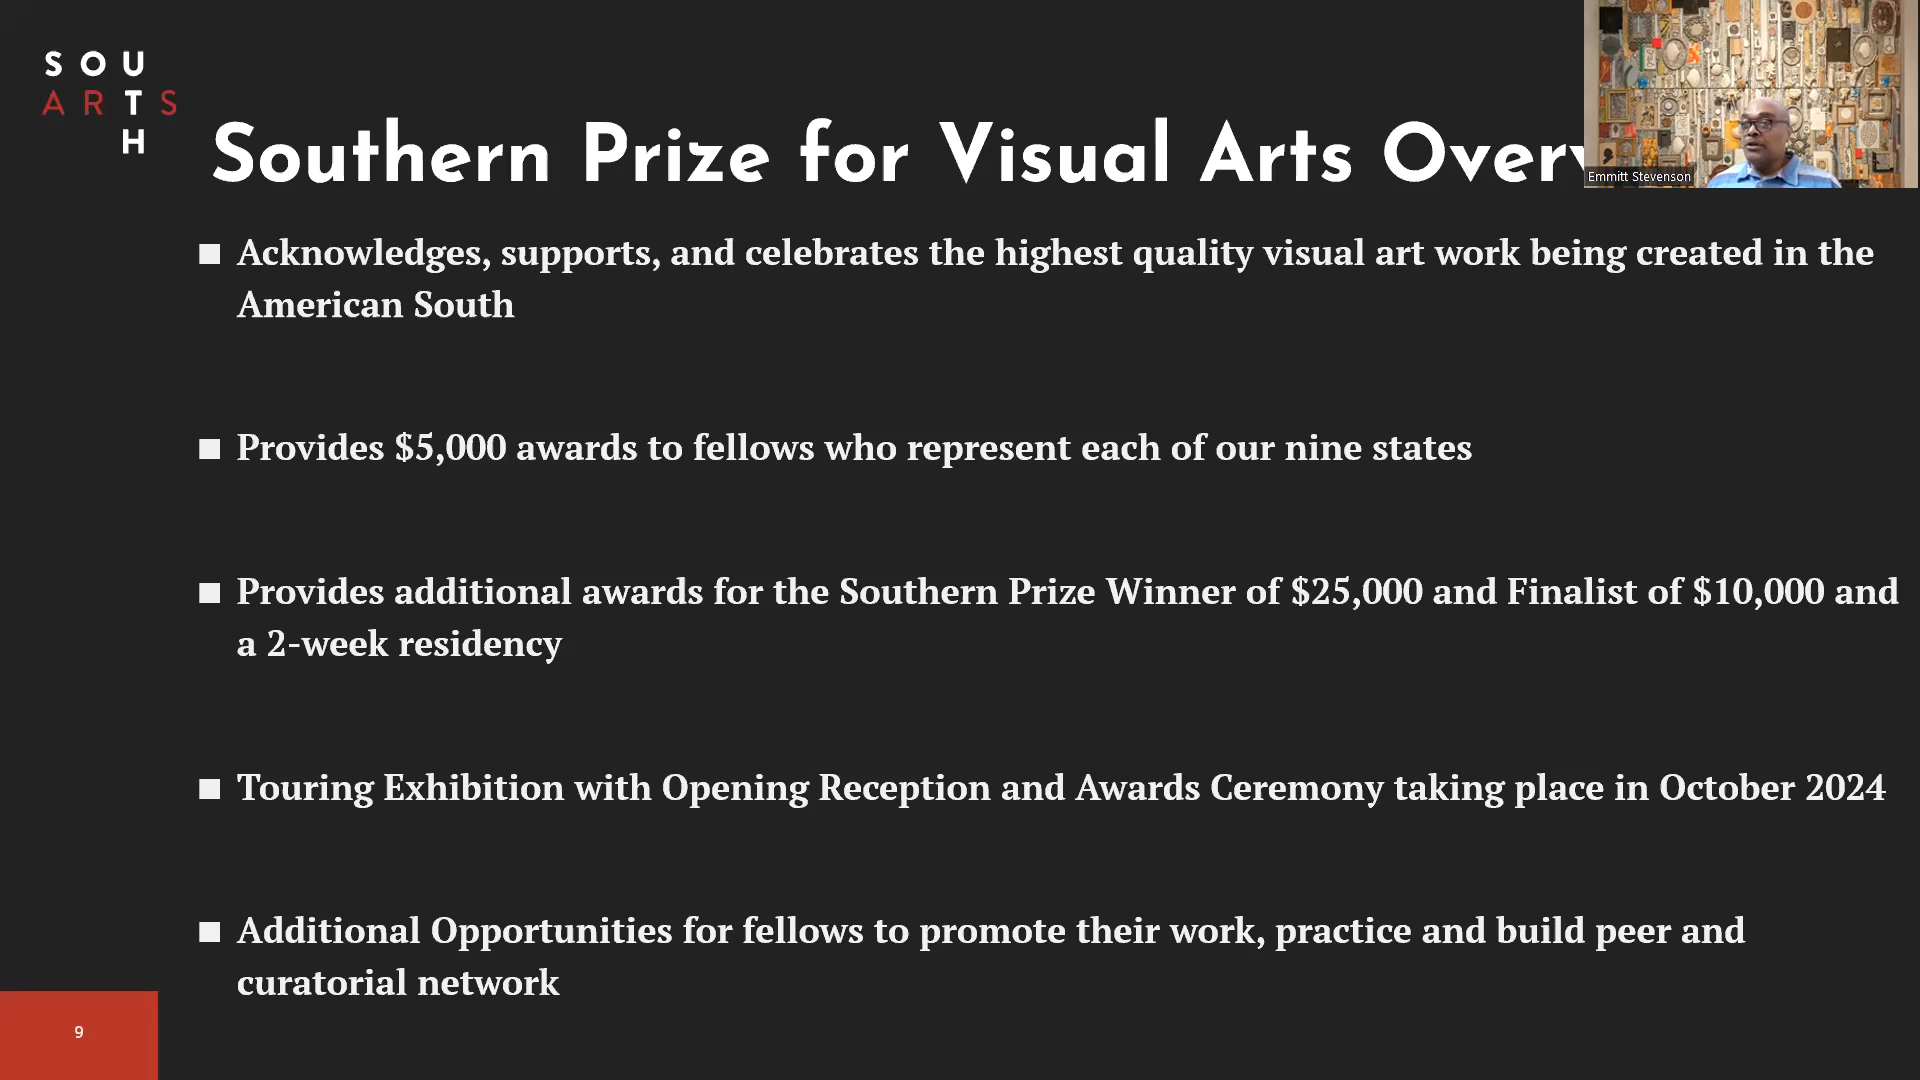 SOU
ARTS
H
Southern Prize for Visual Arts
Emmitt Stevenson
■ Acknowledges, supports, and celebrates the highest quality visual art work being created in the
American South
■ Provides $5,000 awards to fellows who represent each of our nine states
■ Provides additional awards for the Southern Prize Winner of $25,000 and Finalist of $10,000 and
a 2-week residency
■ Touring Exhibition with Opening Reception and Awards Ceremony taking place in October 2024
■ Additional Opportunities for fellows to promote their work, practice and build peer and
curatorial network
9